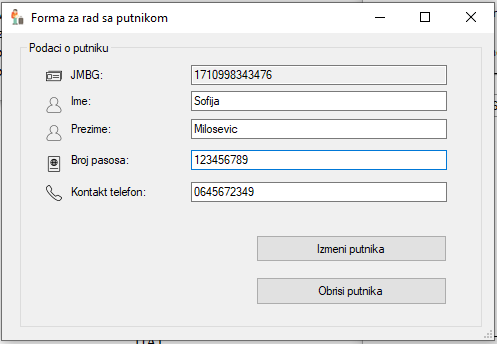 Forma za rad sa putnikom
Podaci o putniku
JMBG: 1710998343476
Ime: Sofija
Prezime: Milosevic
Broj pasosa: 123456789
Kontakt telefon: 0645672349
Izmeni putnika
Obrisi putnika